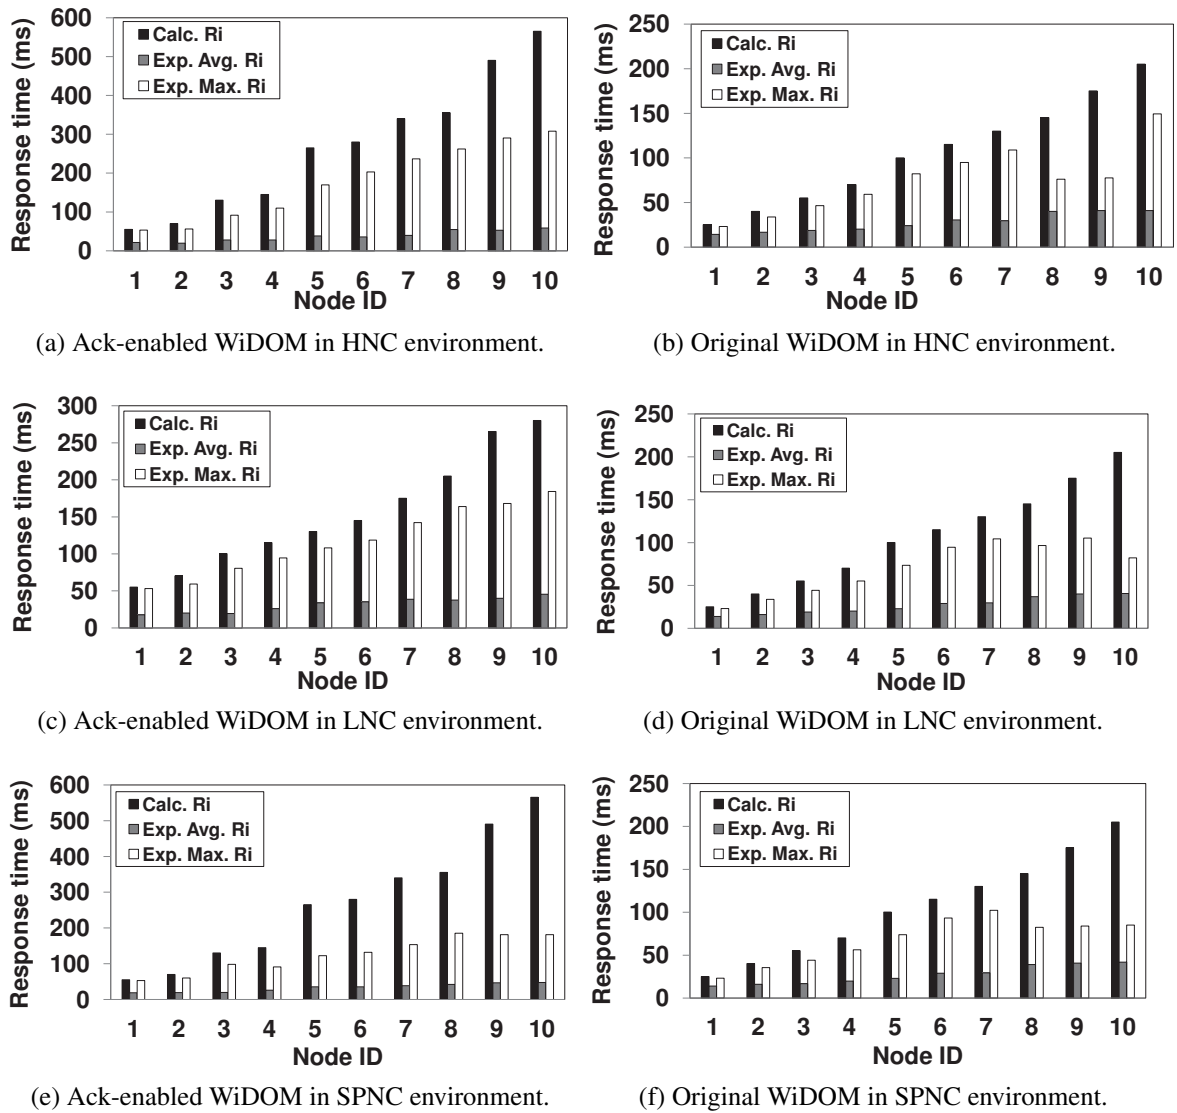 Response time (ms)
600
500
400
300
200
100
0
Calc. Ri
Exp. Avg. Ri
Exp. Max. Ri
1 2 3 4 5 6 7 8 9 10
Node ID
(a) Ack-enabled WiDOM in HNC environment.
Response time (ms)
250
200
150
100
50
0
Calc. Ri
Exp. Avg. Ri
Exp. Max. Ri
1 2 3 4 5 6 7 8 9 10
Node ID
(b) Original WiDOM in HNC environment.
Response time (ms)
300
250
200
150
100
50
0
Calc. Ri
Exp. Avg. Ri
Exp. Max. Ri
1 2 3 4 5 6 7 8 9 10
Node ID
(c) Ack-enabled WiDOM in LNC environment.
Response time (ms)
250
200
150
100
50
0
Calc. Ri
Exp. Avg. Ri
Exp. Max. Ri
1 2 3 4 5 6 7 8 9 10
Node ID
(d) Original WiDOM in LNC environment.
Response time (ms)
600
500
400
300
200
100
0
Calc. Ri
Exp. Avg. Ri
Exp. Max. Ri
1 2 3 4 5 6 7 8 9 10
Node ID
(e) Ack-enabled WiDOM in SPNC environment.
Response time (ms)
250
200
150
100
50
0
Calc. Ri
Exp. Avg. Ri
Exp. Max. Ri
1 2 3 4 5 6 7 8 9 10
Node ID
(f) Original WiDOM in SPNC environment.